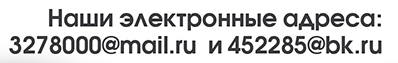 Наши электронные адреса:
3278000@mail.ru и 452285@bk.ru